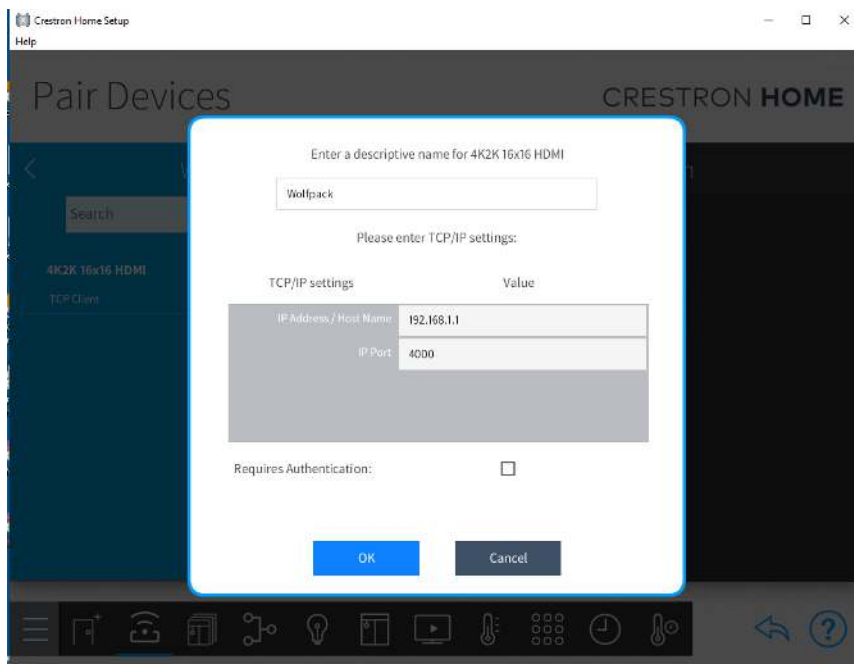 Crestron Home Setup
Help
Pair Devices
CRESTRON HOME
Enter a descriptive name for 4K2K 16x16 HDMI
Wolfpack
Search
Please enter TCP/IP settings:
4K2K 16x16 HDMI
TCP Client
TCP/IP settings Value
IP Address / Host Name 192.168.1.1
IP Port 4000
Requires Authentication:
OK Cancel